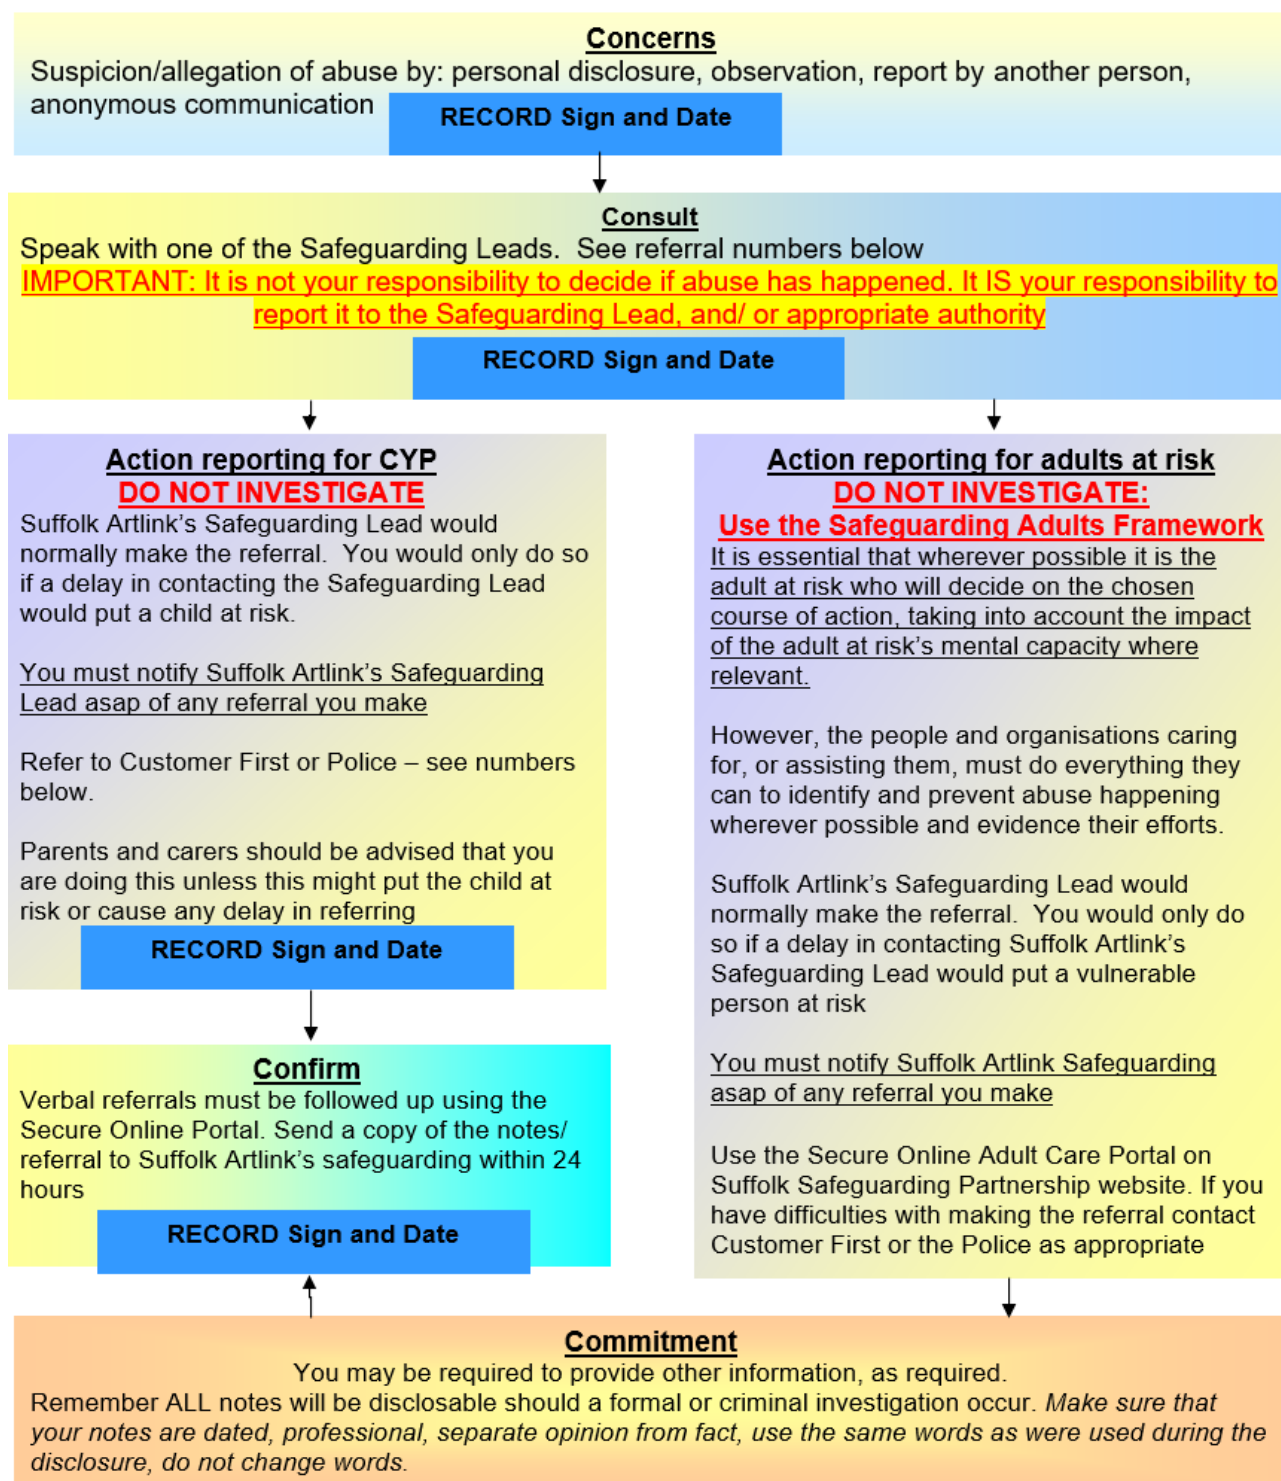 Concerns
Suspicion/allegation of abuse by: personal disclosure, observation, report by another person,
anonymous communication
RECORD Sign and Date
Consult
Speak with one of the Safeguarding Leads.  See referral numbers below
IMPORTANT: It is not your responsibility to decide if abuse has happened. It IS your responsibility to
report it to the Safeguarding Lead, and/ or appropriate authority
RECORD Sign and Date
Action reporting for CYP
DO NOT INVESTIGATE
Suffolk Artlink's Safeguarding Lead would
normally make the referral.  You would only do so
if a delay in contacting the Safeguarding Lead
would put a child at risk.
You must notify Suffolk Artlink's Safeguarding
Lead asap of any referral you make
Refer to Customer First or Police – see numbers
below.
Parents and carers should be advised that you
are doing this unless this might put the child at
risk or cause any delay in referring
RECORD Sign and Date
Confirm
Verbal referrals must be followed up using the
Secure Online Portal. Send a copy of the notes/
referral to Suffolk Artlink's safeguarding within 24
hours
RECORD Sign and Date
Action reporting for adults at risk
DO NOT INVESTIGATE:
Use the Safeguarding Adults Framework
It is essential that wherever possible it is the
adult at risk who will decide on the chosen
course of action, taking into account the impact
of the adult at risk's mental capacity where
relevant.
However, the people and organisations caring
for, or assisting them, must do everything they
can to identify and prevent abuse happening
wherever possible and evidence their efforts.
Suffolk Artlink's Safeguarding Lead would
normally make the referral.  You would only do
so if a delay in contacting Suffolk Artlink's
Safeguarding Lead would put a vulnerable
person at risk
You must notify Suffolk Artlink Safeguarding
asap of any referral you make
Use the Secure Online Adult Care Portal on
Suffolk Safeguarding Partnership website. If you
have difficulties with making the referral contact
Customer First or the Police as appropriate
Commitment
You may be required to provide other information, as required.
Remember ALL notes will be disclosable should a formal or criminal investigation occur. Make sure that
your notes are dated, professional, separate opinion from fact, use the same words as were used during the
disclosure, do not change words.